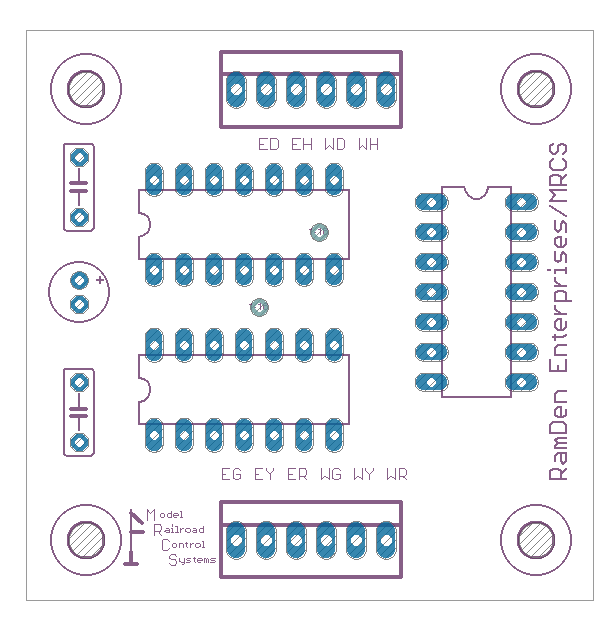 ED EH WD WH
+
RamDen Enterprises/MRCS
EG EY ER WG WY WR
Model
Railroad
Control
Systems